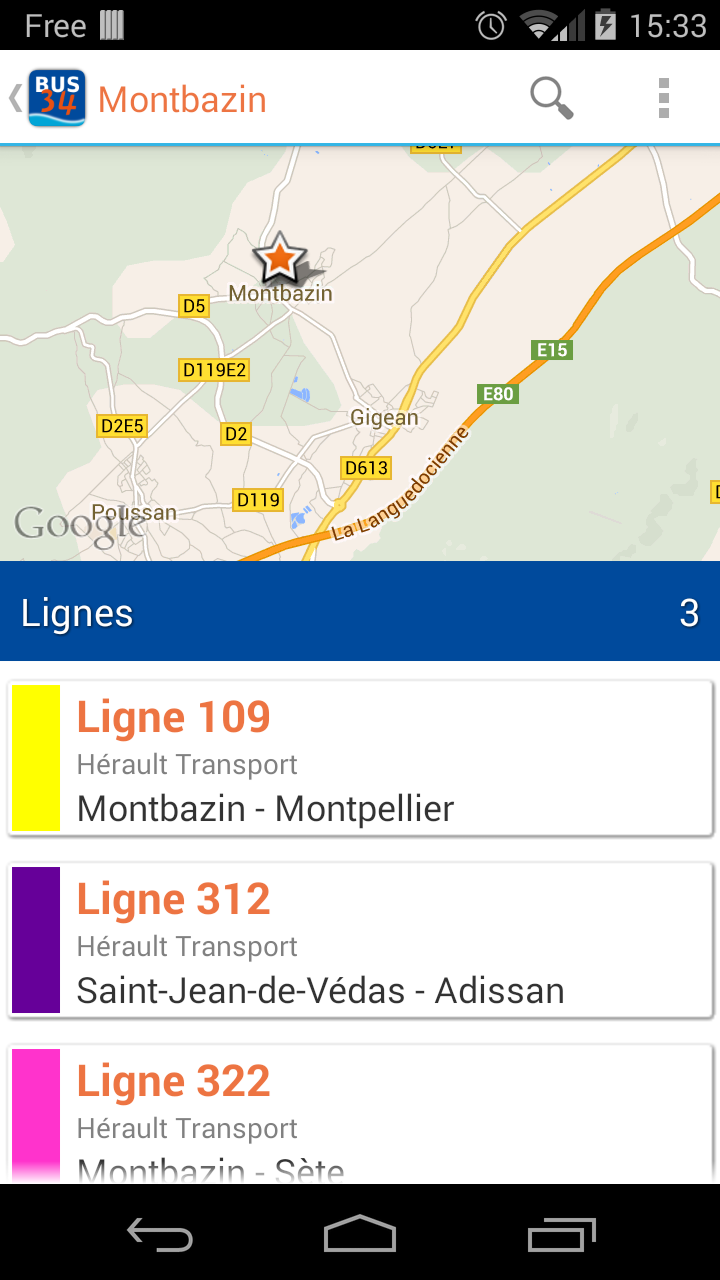 Free 15:33
BUS 34 Montbazin
Montbazin
D5
D119E2
D2E5
D2
Gigean
E15
E80
D613
D119
La Languedocienne
Poussan
Google
Lignes 3
Ligne 109
Hérault Transport
Montbazin - Montpellier
Ligne 312
Hérault Transport
Saint-Jean-de-Védas - Adissan
Ligne 322
Hérault Transport
Montbazin - Sète